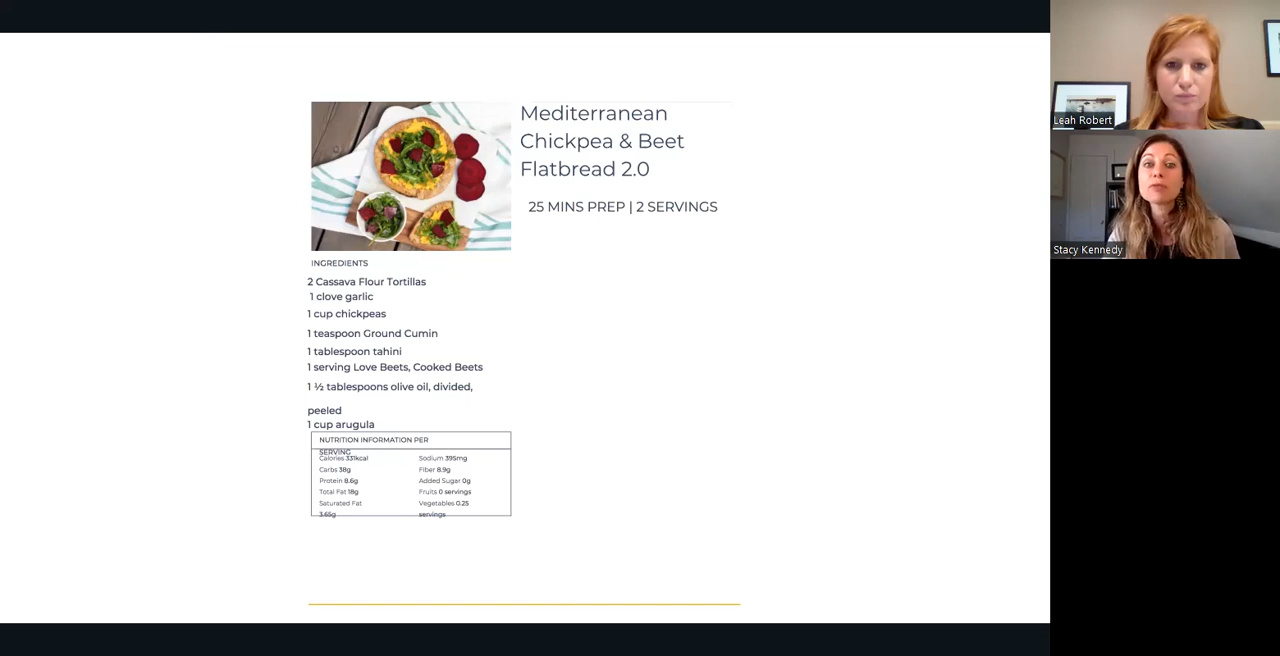 Mediterranean
Chickpea & Beet
Flatbread 2.0
25 MINS PREP | 2 SERVINGS
INGREDIENTS
2 Cassava Flour Tortillas
1 clove garlic
1 cup chickpeas
1 teaspoon Ground Cumin
1 tablespoon tahini
1 serving Love Beets, Cooked Beets
1 ½ tablespoons olive oil, divided,
peeled
1 cup arugula
NUTRITION INFORMATION PER
SERVING
Calories 331kcal
Carbs 38g
Protein 8.6g
Total Fat 18g
Saturated Fat
3.65g
Sodium 395mg
Fiber 8.9g
Added Sugar 0g
Fruits 0 servings
Vegetables 0.25
servings
Leah Robert
Stacy Kennedy